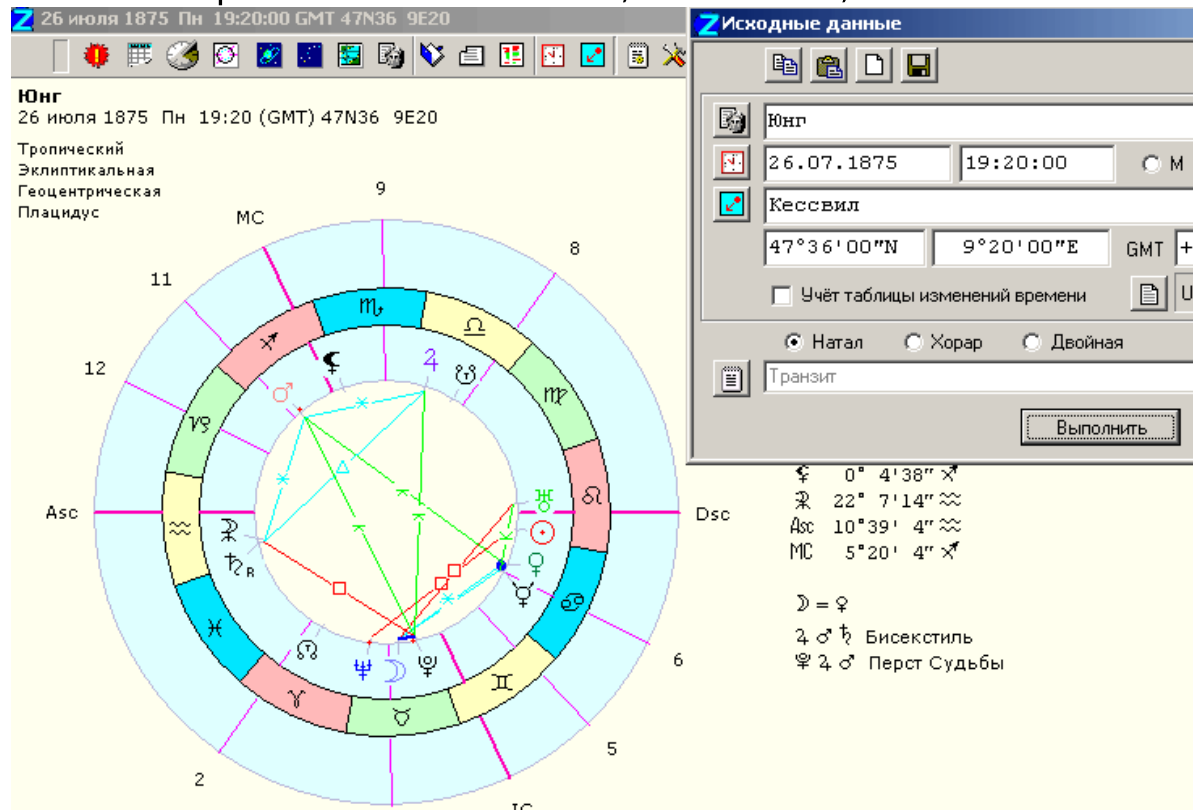 26 июля 1875 Пн 19:20:00 GMT 47N36 9E20
Исходные данные
Юнг
26 июля 1875 Пн 19:20 (GMT) 47N36 9E20
Тропический
Эклиптикальная
Геоцентрическая
Плацидус
Юнг
26.07.1875 19:20:00 М
Кессвил
47°36'00"N 9°20'00"E GMT +
Учёт таблицы изменений времени U
Натал Хорар Двойная
Транзит
Выполнить
9
MC
8
11
12
Asc
Dsc
R
6
5
2
IC
⚸ 0° 4'38" ♐
22° 7'14" ♒
Asc 10°39' 4" ♒
MC 5°20' 4" ♐
☽ = ♀
♃ ♂ ♄ Бисекстиль
♇ ♃ ♂ Перст Судьбы